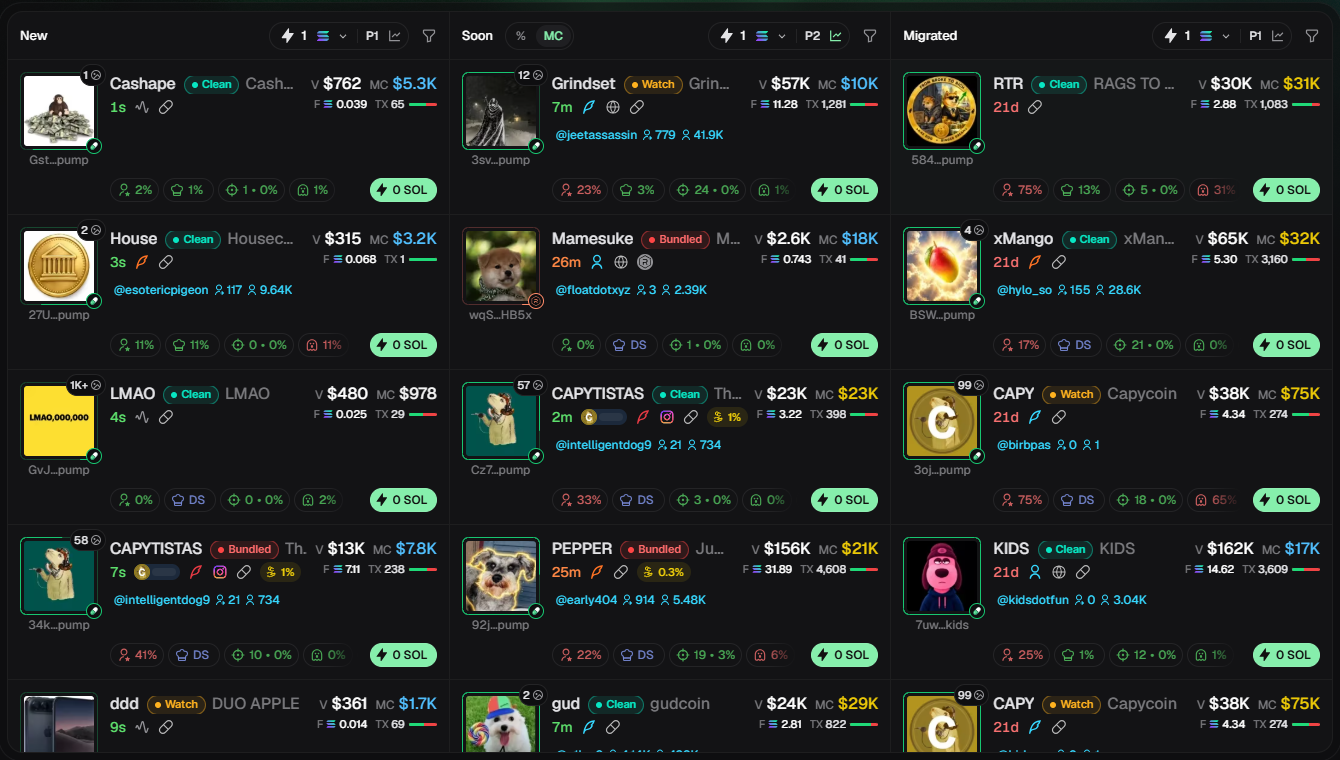 New
1
P1
1
Cashape Clean Cash... V $762 MC $5.3K
1s F 0.039 TX 65
Gst...pump
2% 1% 1 • 0% 1% 0 SOL
2
House Clean Housec... V $315 MC $3.2K
3s F 0.068 TX 1
@esotericpigeon 117 9.64K
27U...pump
11% 11% 0 • 0% 11% 0 SOL
1K+
LMAO,000,000
LMAO Clean LMAO V $480 MC $978
4s F 0.025 TX 29
GvJ...pump
0% DS 0 • 0% 2% 0 SOL
58
CAPYTISTAS Bundled Th. V $13K MC $7.8K
7s 1% F 7.11 TX 238
@intelligentdog9 21 734
34k...pump
41% DS 10 • 0% 0% 0 SOL
ddd Watch DUO APPLE V $361 MC $1.7K
9s F 0.014 TX 69
Soon % MC
1
P2
12
Grindset Watch Grin... V $57K MC $10K
7m F 11.28 TX 1,281
@jeetassassin 779 41.9K
3sv...pump
23% 3% 24 • 0% 1% 0 SOL
Mamesuke Bundled M... V $2.6K MC $18K
26m F 0.743 TX 41
@floatdotxyz 3 2.39K
wqS...HB5x
0% DS 1 • 0% 0% 0 SOL
57
CAPYTISTAS Clean Th... V $23K MC $23K
2m 1% F 3.22 TX 398
@intelligentdog9 21 734
Cz7...pump
33% DS 3 • 0% 0% 0 SOL
PEPPER Bundled Ju... V $156K MC $21K
25m 0.3% F 31.89 TX 4,608
@early404 914 5.48K
92j...pump
22% DS 19 • 3% 6% 0 SOL
2
gud Clean gudcoin V $24K MC $29K
7m F 2.81 TX 822
Migrated
1
P1
RTR Clean RAGS TO ... V $30K MC $31K
21d F 2.88 TX 1,083
584...pump
75% 13% 5 • 0% 31% 0 SOL
4
xMango Clean xMan... V $65K MC $32K
21d F 5.30 TX 3,160
@hylo_so 155 28.6K
BSW...pump
17% DS 21 • 0% 0% 0 SOL
99
C
CAPY Watch Capycoin V $38K MC $75K
21d F 4.34 TX 274
@birbpas 0 1
3oj...pump
75% DS 18 • 0% 65% 0 SOL
KIDS Clean KIDS V $162K MC $17K
21d F 14.62 TX 3,609
@kidsdotfun 0 3.04K
7uw...kids
25% 1% 12 • 0% 1% 0 SOL
99
C
CAPY Watch Capycoin V $38K MC $75K
21d F 4.34 TX 274